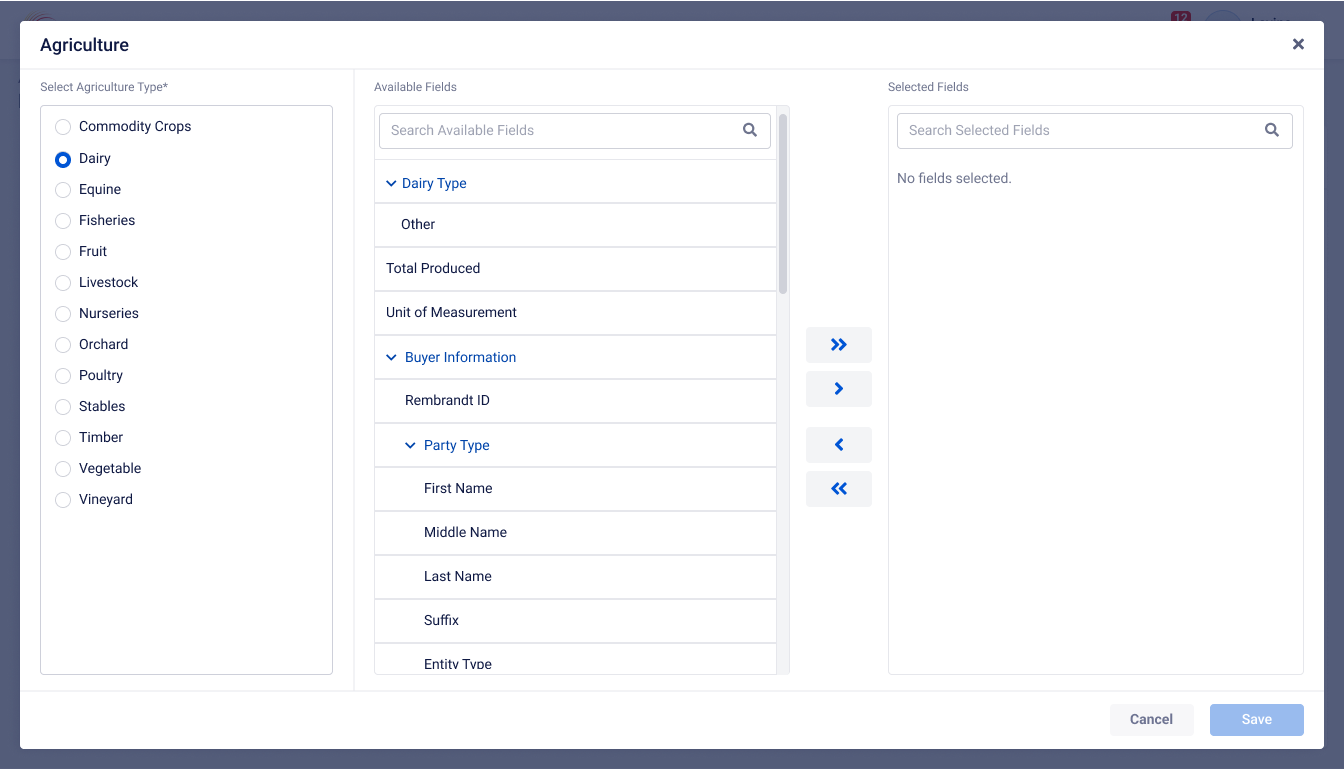 12
Agriculture
Select Agriculture Type*
Commodity Crops
Dairy
Equine
Fisheries
Fruit
Livestock
Nurseries
Orchard
Poultry
Stables
Timber
Vegetable
Vineyard
Available Fields
Search Available Fields
Dairy Type
Other
Total Produced
Unit of Measurement
Buyer Information
Rembrandt ID
Party Type
First Name
Middle Name
Last Name
Suffix
Entity Type
Selected Fields
Search Selected Fields
No fields selected.
Cancel
Save